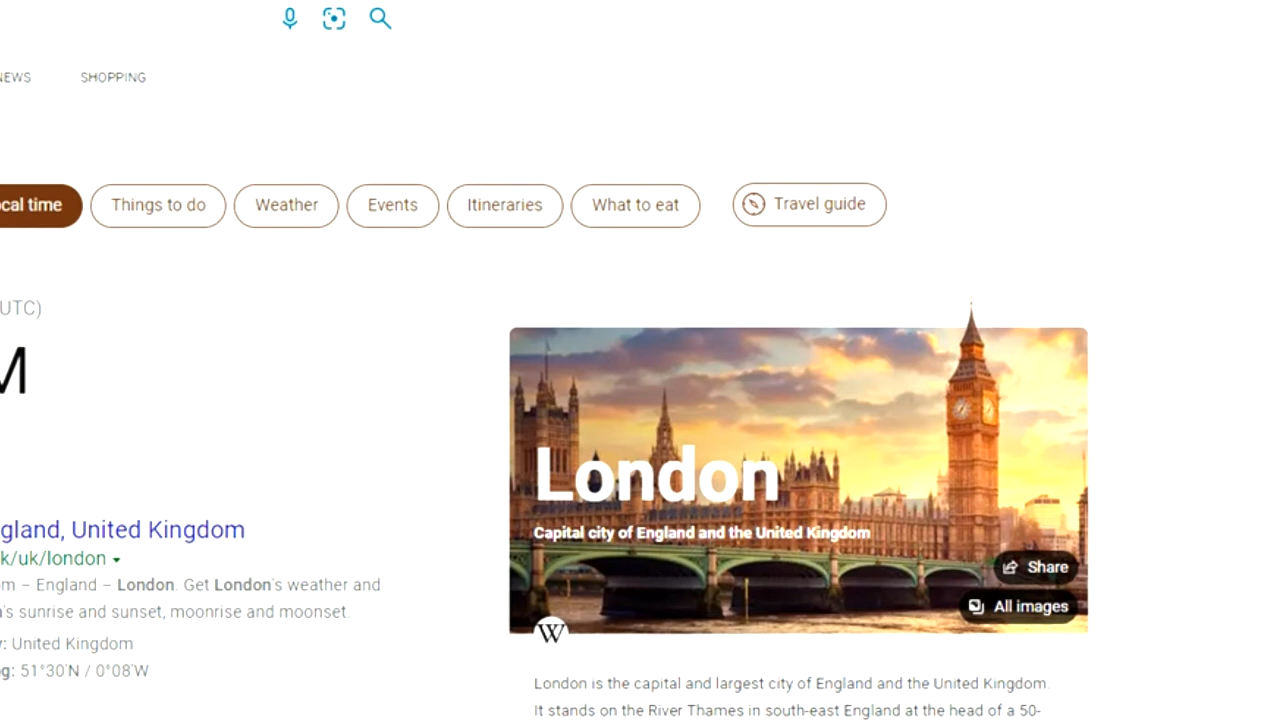 NEWS
SHOPPING
cal time
Things to do
Weather
Events
Itineraries
What to eat
Travel guide
UTC)
M
gland, United Kingdom
k/uk/london
m – England – London. Get London's weather and
's sunrise and sunset, moonrise and moonset.
: United Kingdom
g: 51°30'N / 0°08'W
London
Capital city of England and the United Kingdom
Share
All images
W
London is the capital and largest city of England and the United Kingdom.
It stands on the River Thames in south-east England at the head of a 50-